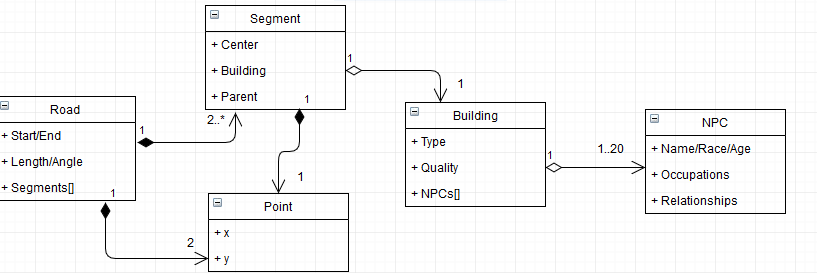 Segment
+ Center
+ Building
+ Parent
1
1
1
2..*
Road
+ Start/End
+ Length/Angle
+ Segments[]
1
1
2
1
Point
+ x
+ y
Building
+ Type
+ Quality
+ NPCs[]
1
1..20
NPC
+ Name/Race/Age
+ Occupations
+ Relationships